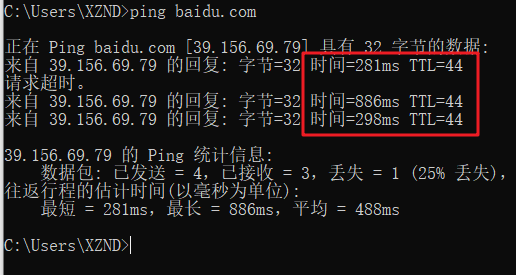 C:\Users\XZND>ping baidu.com
正在 Ping baidu.com [39.156.69.79] 具有 32 字节的数据:
来自 39.156.69.79 的回复: 字节=32 时间=281ms TTL=44
请求超时。
来自 39.156.69.79 的回复: 字节=32 时间=886ms TTL=44
来自 39.156.69.79 的回复: 字节=32 时间=298ms TTL=44
39.156.69.79 的 Ping 统计信息:
数据包: 已发送 = 4，已接收 = 3，丢失 = 1 (25% 丢失)，
往返行程的估计时间(以毫秒为单位):
最短 = 281ms，最长 = 886ms，平均 = 488ms
C:\Users\XZND>